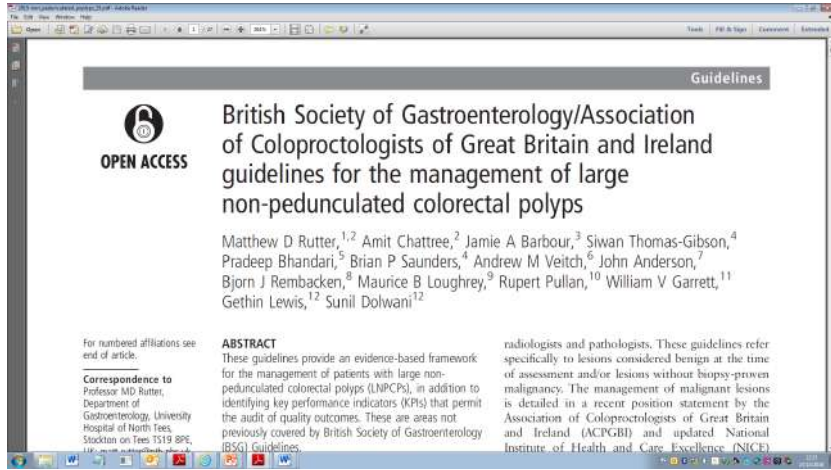 File Edit View Window Help
Open
Tools
Fill & Sign
Comment
Extended
Guidelines
OPEN ACCESS
British Society of Gastroenterology/Association
of Coloproctologists of Great Britain and Ireland
guidelines for the management of large
non-pedunculated colorectal polyps
Matthew D Rutter,1,2 Amit Chattree,2 Jamie A Barbour,3 Siwan Thomas-Gibson,4
Pradeep Bhandari,5 Brian P Saunders,4 Andrew M Veitch,6 John Anderson,7
Bjorn J Rembacken,8 Maurice B Loughrey,9 Rupert Pullan,10 William V Garrett,11
Gethin Lewis,12 Sunil Dolwani12
For numbered affiliations see
end of article.
Correspondence to
Professor MD Rutter,
Department of
Gastroenterology, University
Hospital of North Tees,
Stockton on Tees TS19 8PE,
ABSTRACT
These guidelines provide an evidence-based framework
for the management of patients with large non-
pedunculated colorectal polyps (LNPCPs), in addition to
identifying key performance indicators (KPIs) that permit
the audit of quality outcomes. These are areas not
previously covered by British Society of Gastroenterology
(BSG) Guidelines.
radiologists and pathologists. These guidelines refer
specifically to lesions considered benign at the time
of assessment and/or lesions without biopsy-proven
malignancy. The management of malignant lesions
is detailed in a recent position statement by the
Association of Coloproctologists of Great Britain
and Ireland (ACPGBI) and updated National
Institute of Health and Care Excellence (NICE)